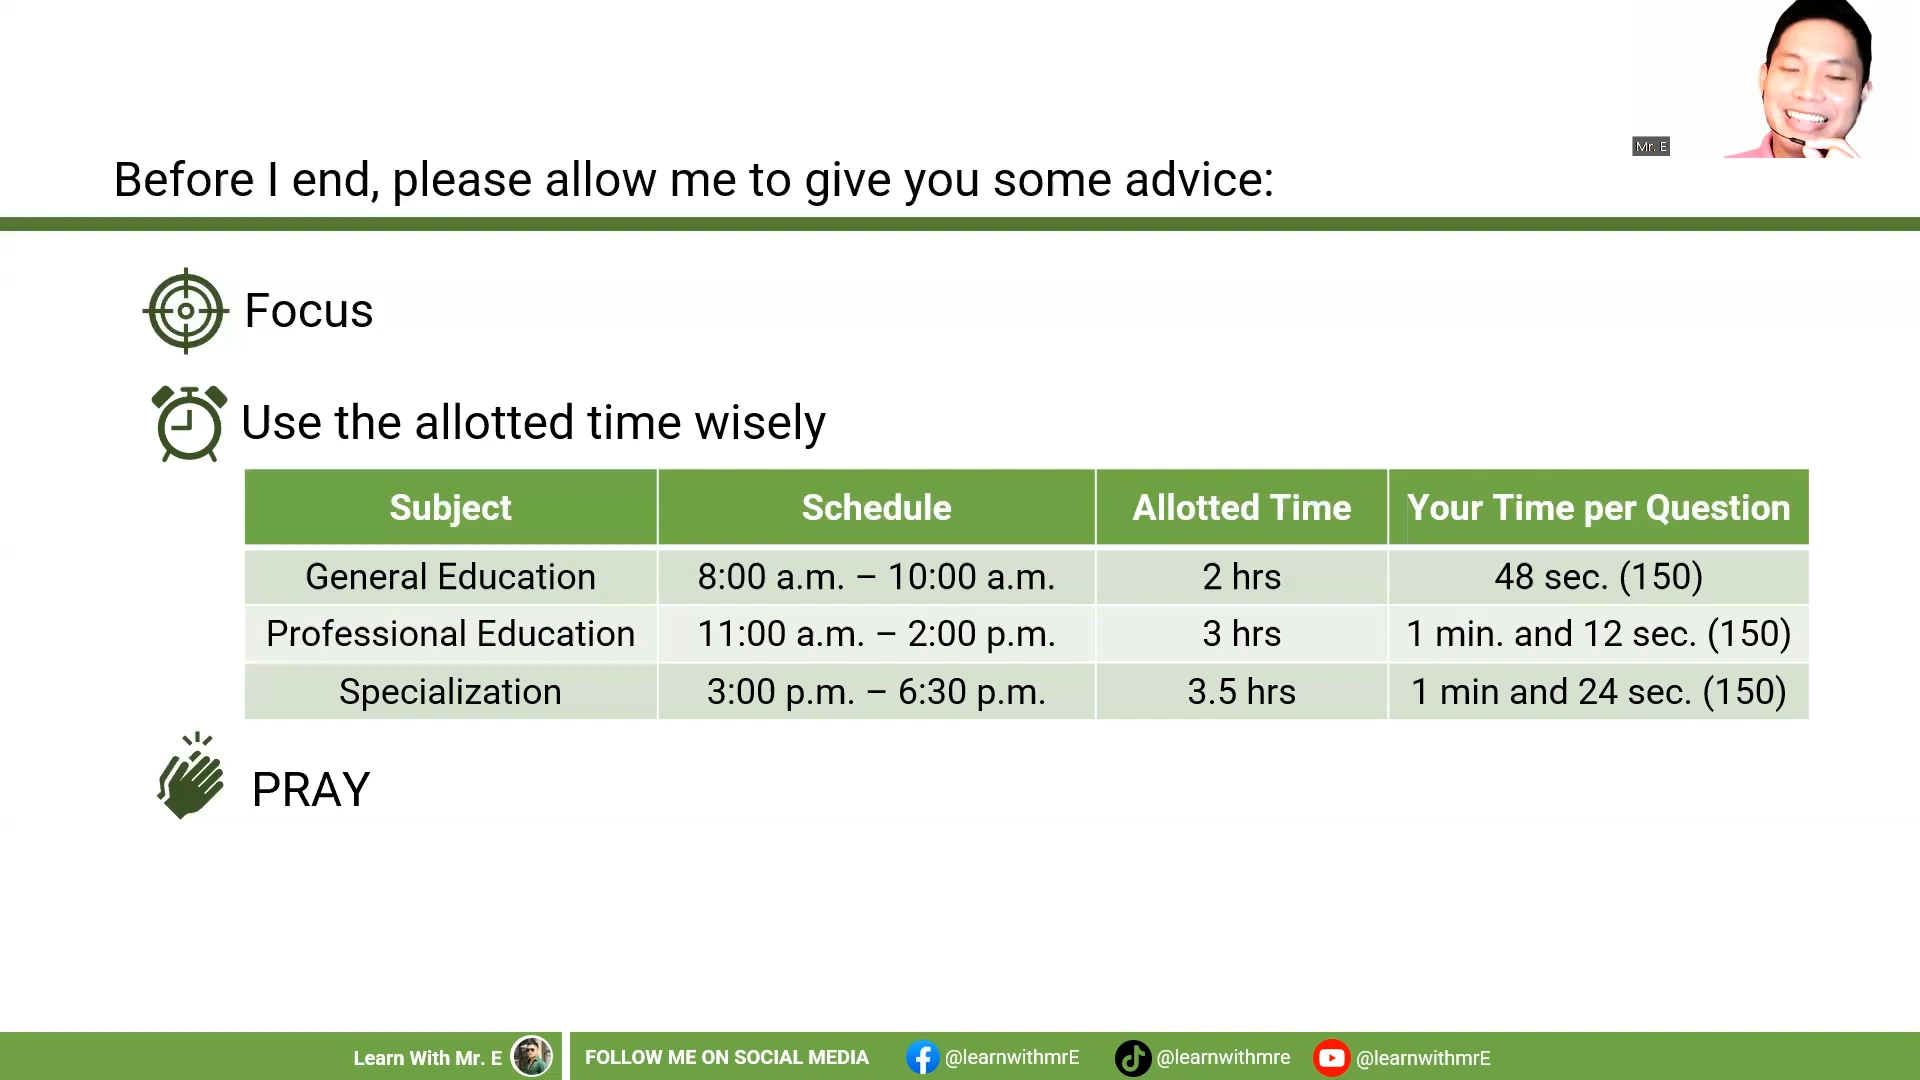 Mr. E
Before I end, please allow me to give you some advice:
Focus
Use the allotted time wisely
Subject Schedule Allotted Time Your Time per Question
General Education 8:00 a.m. – 10:00 a.m. 2 hrs 48 sec. (150)
Professional Education 11:00 a.m. – 2:00 p.m. 3 hrs 1 min. and 12 sec. (150)
Specialization 3:00 p.m. – 6:30 p.m. 3.5 hrs 1 min and 24 sec. (150)
PRAY
Learn With Mr. E FOLLOW ME ON SOCIAL MEDIA @learnwithmrE @learnwithmre @learnwithmrE